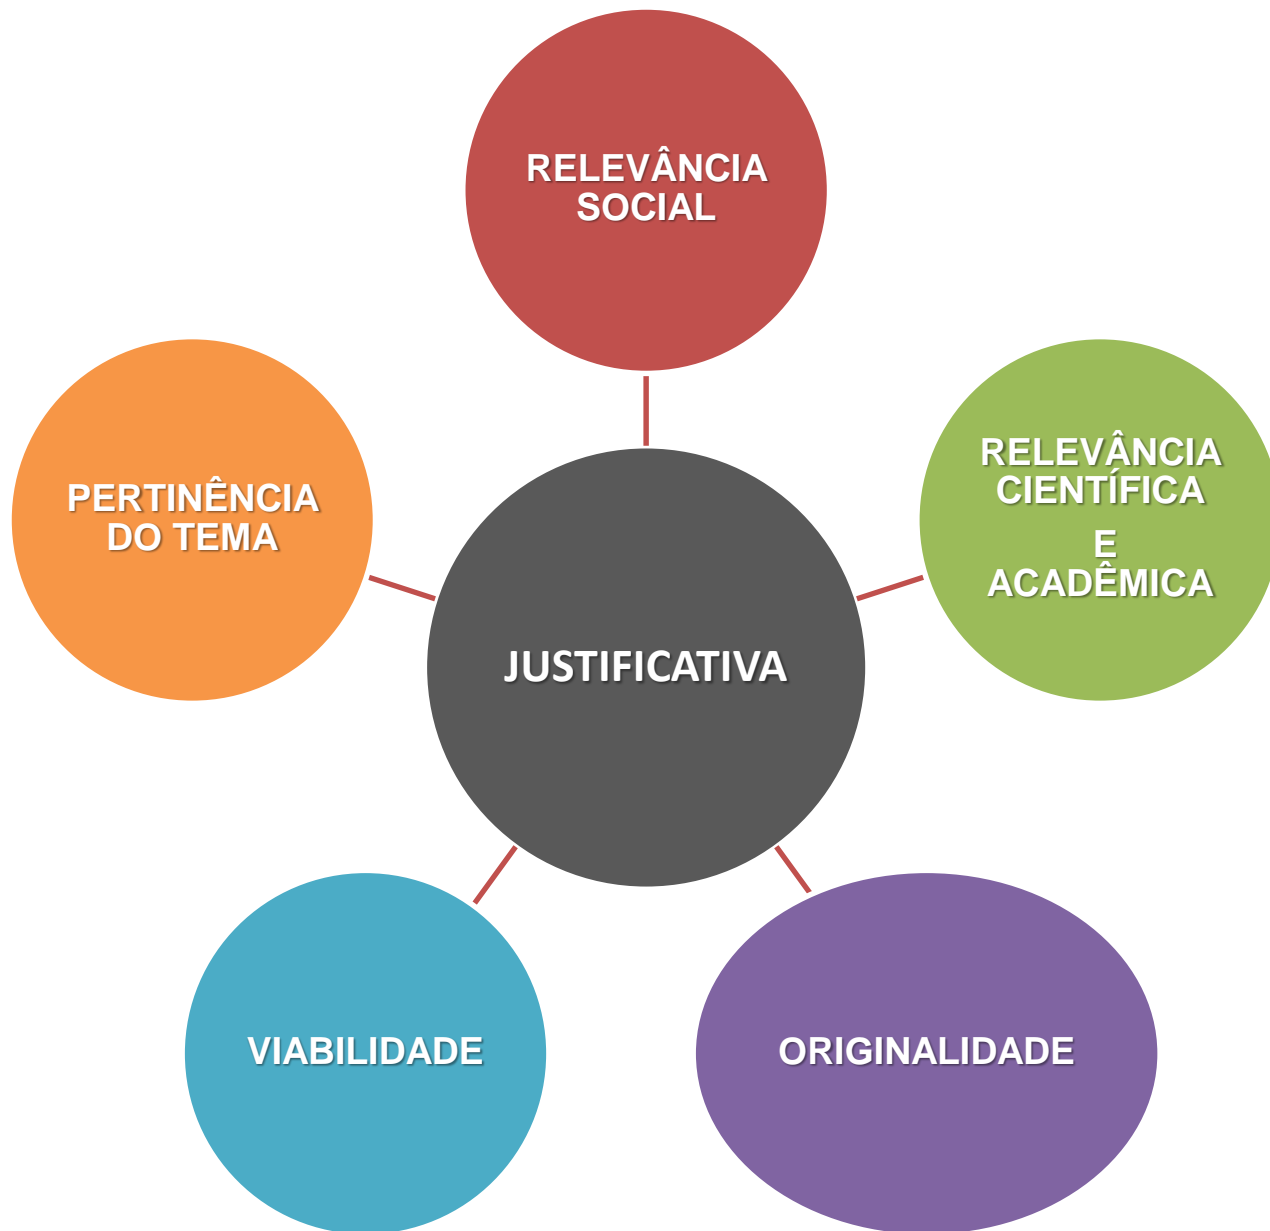 RELEVÂNCIA
SOCIAL
RELEVÂNCIA
CIENTÍFICA
E
ACADÊMICA
ORIGINALIDADE
VIABILIDADE
PERTINÊNCIA
DO TEMA
JUSTIFICATIVA